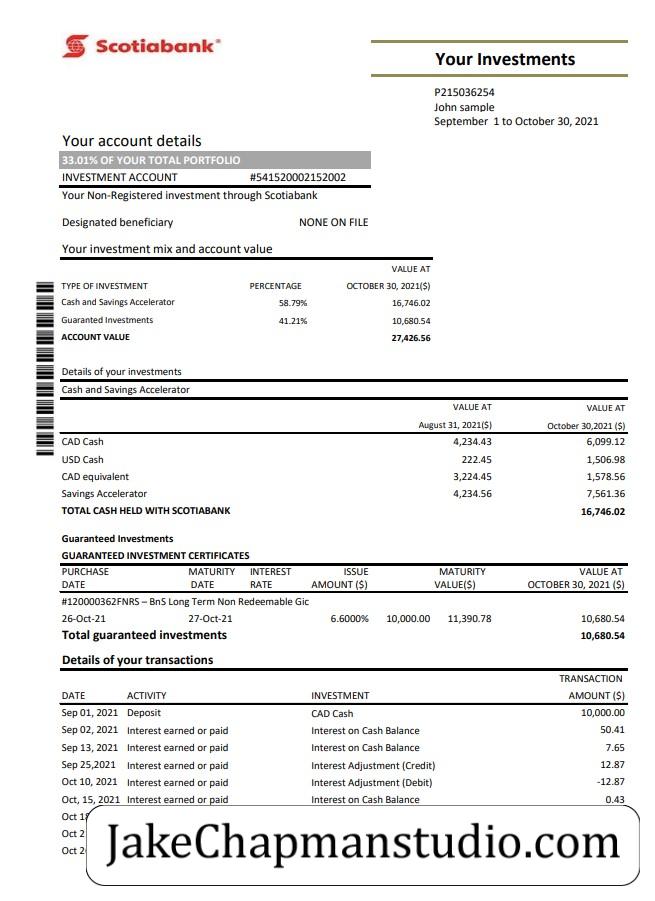 Scotiabank®
Your Investments
P215036254
John sample
September 1 to October 30, 2021
Your account details
33.01% OF YOUR TOTAL PORTFOLIO
INVESTMENT ACCOUNT #541520002152002
Your Non-Registered investment through Scotiabank
Designated beneficiary NONE ON FILE
Your investment mix and account value
VALUE AT
TYPE OF INVESTMENT PERCENTAGE OCTOBER 30, 2021($)
Cash and Savings Accelerator 58.79% 16,746.02
Guaranted Investments 41.21% 10,680.54
ACCOUNT VALUE 27,426.56
Details of your investments
Cash and Savings Accelerator
VALUE AT VALUE AT
August 31, 2021($) October 30,2021 ($)
CAD Cash 4,234.43 6,099.12
USD Cash 222.45 1,506.98
CAD equivalent 3,224.45 1,578.56
Savings Accelerator 4,234.56 7,561.36
TOTAL CASH HELD WITH SCOTIABANK 16,746.02
Guaranteed Investments
GUARANTEED INVESTMENT CERTIFICATES
PURCHASE MATURITY INTEREST ISSUE MATURITY VALUE AT
DATE DATE RATE AMOUNT ($) VALUE($) OCTOBER 30, 2021 ($)
#120000362FNRS – BnS Long Term Non Redeemable Gic
26-Oct-21 27-Oct-21 6.6000% 10,000.00 11,390.78 10,680.54
Total guaranteed investments 10,680.54
Details of your transactions
TRANSACTION
DATE ACTIVITY INVESTMENT AMOUNT ($)
Sep 01, 2021 Deposit CAD Cash 10,000.00
Sep 02, 2021 Interest earned or paid Interest on Cash Balance 50.41
Sep 13, 2021 Interest earned or paid Interest on Cash Balance 7.65
Sep 25,2021 Interest earned or paid Interest Adjustment (Credit) 12.87
Oct 10, 2021 Interest earned or paid Interest Adjustment (Debit) -12.87
Oct, 15, 2021 Interest earned or paid Interest on Cash Balance 0.43
Oct
Oct
Oct
JakeChapmanstudio.com